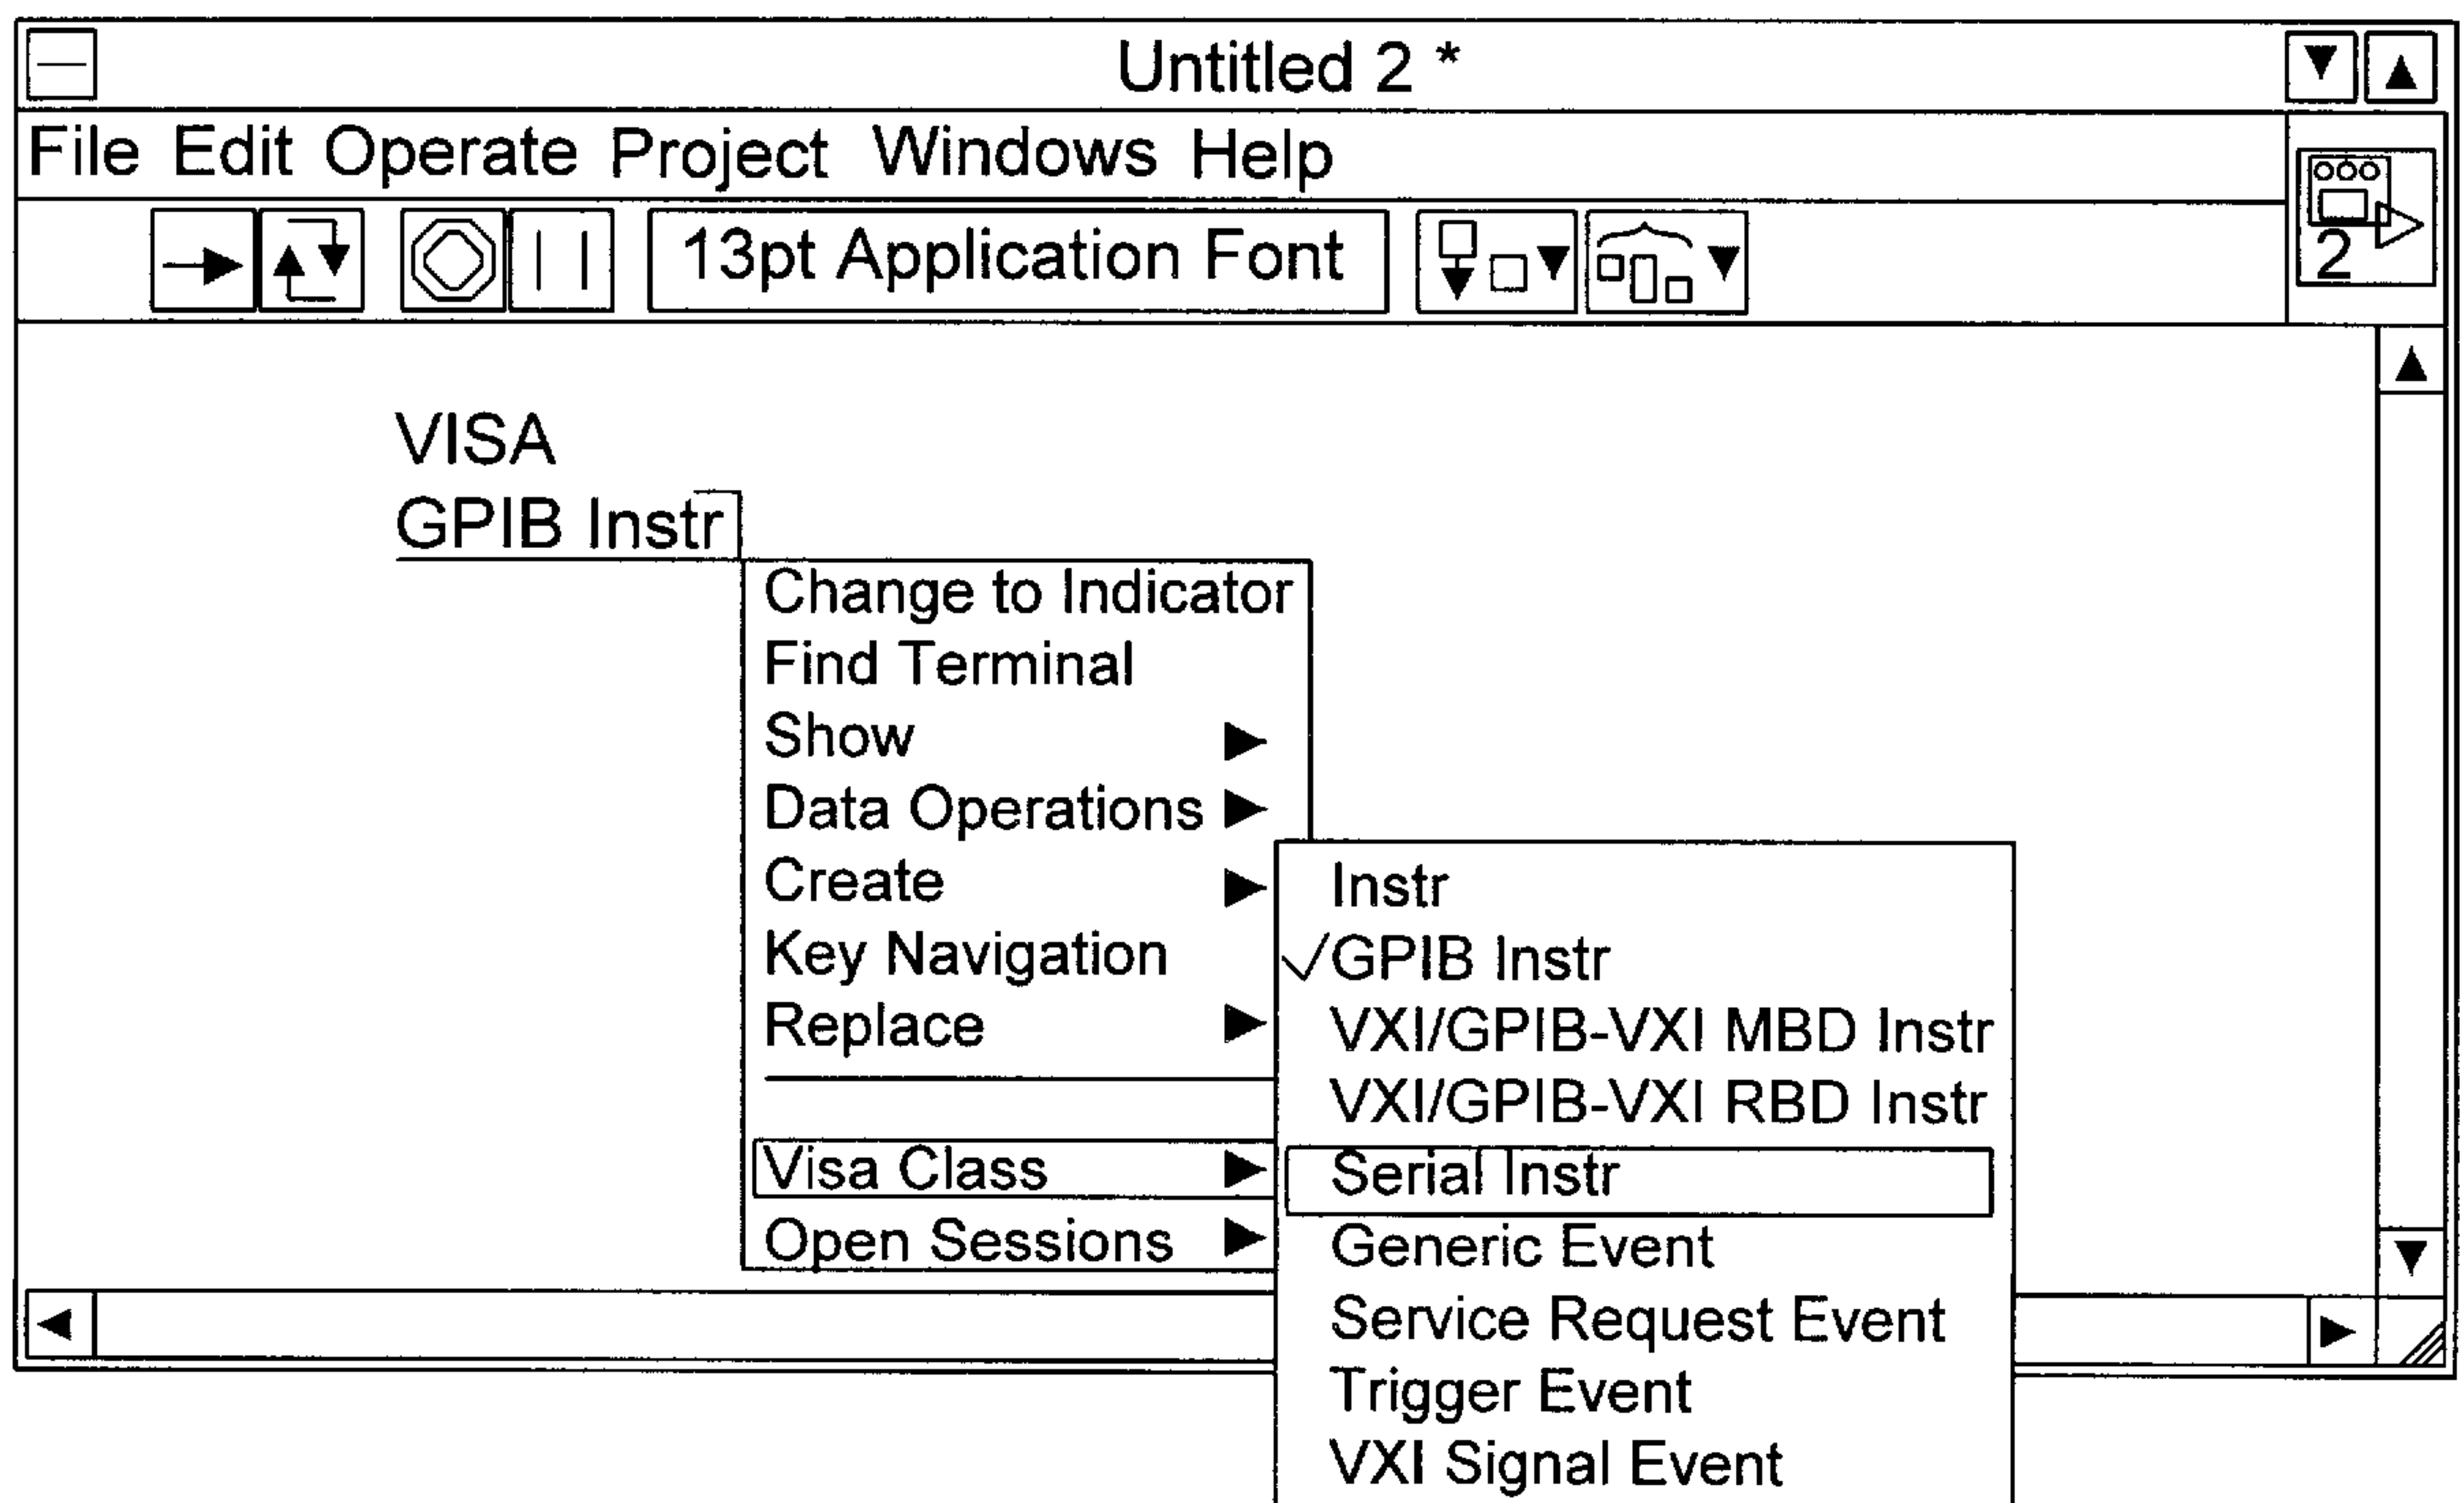 Untitled 2 *
File Edit Operate Project Windows Help
13pt Application Font
2
VISA
GPIB Instr
Change to Indicator
Find Terminal
Show
Data Operations
Create
Key Navigation
Replace
Visa Class
Open Sessions
Instr
✓GPIB Instr
VXI/GPIB-VXI MBD Instr
VXI/GPIB-VXI RBD Instr
Serial Instr
Generic Event
Service Request Event
Trigger Event
VXI Signal Event